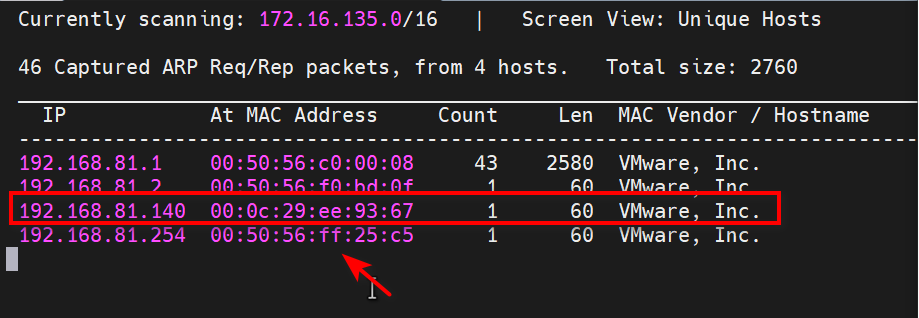 Currently scanning: 172.16.135.0/16   |   Screen View: Unique Hosts
46 Captured ARP Req/Rep packets, from 4 hosts.   Total size: 2760
IP            At MAC Address     Count     Len  MAC Vendor / Hostname
-----------------------------------------------------------------------------
192.168.81.1    00:50:56:c0:00:08     43    2580  VMware, Inc.
192.168.81.2    00:50:56:f0:bd:0f      1      60  VMware, Inc.
192.168.81.140  00:0c:29:ee:93:67      1      60  VMware, Inc.
192.168.81.254  00:50:56:ff:25:c5      1      60  VMware, Inc.